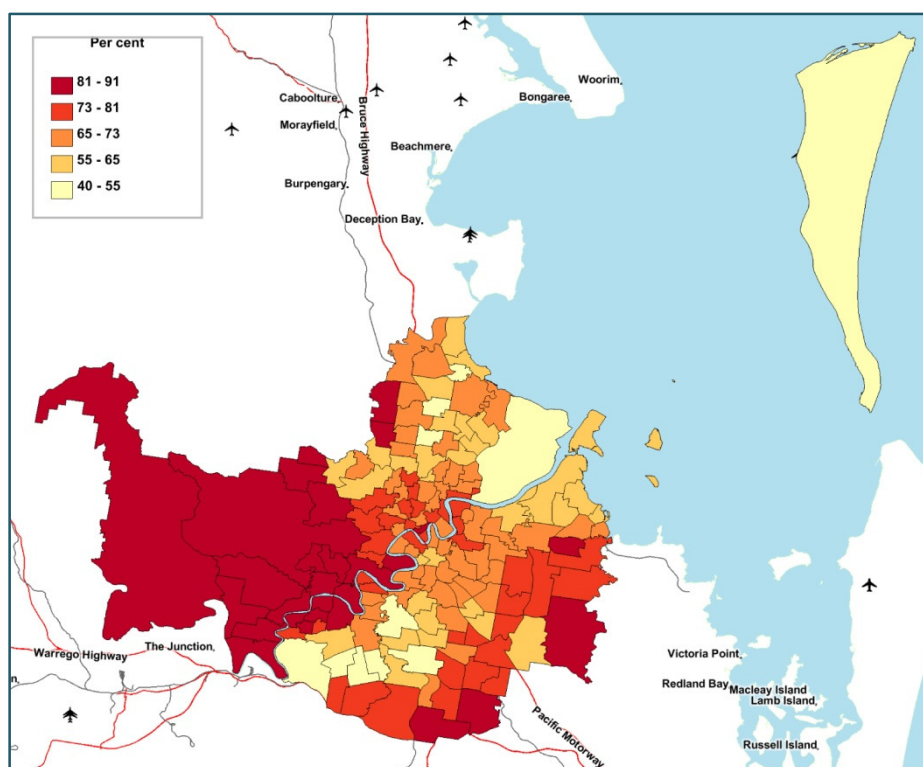 Per cent
81 - 91
73 - 81
65 - 73
55 - 65
40 - 55
Woorim
Caboolture
Bongaree
Morayfield
Bruce Highway
Beachmere
Burpengary
Deception Bay
The Junction
Warrego Highway
Victoria Point
Redland Bay
Macleay Island
Lamb Island
Pacific Motorway
Russell Island
n